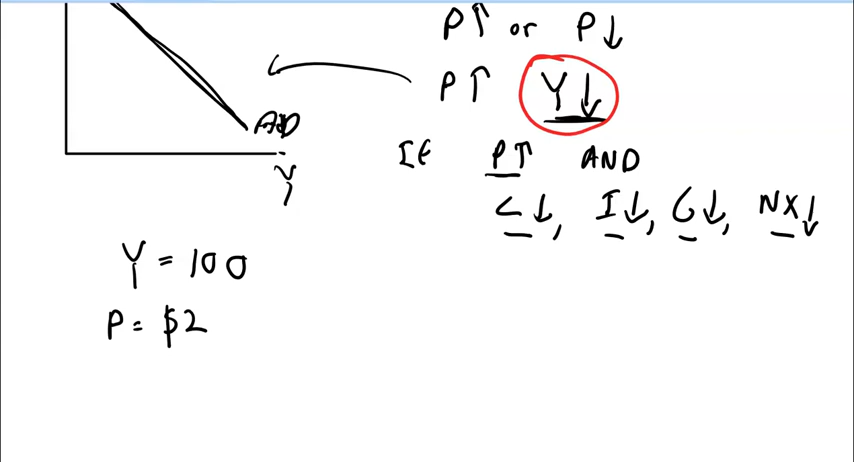 P↑ or P↓
P↑ Y↓
AD
Y
If P↑ AND
C↓, I↓, G↓, NX↓
Y = 100
P = $2